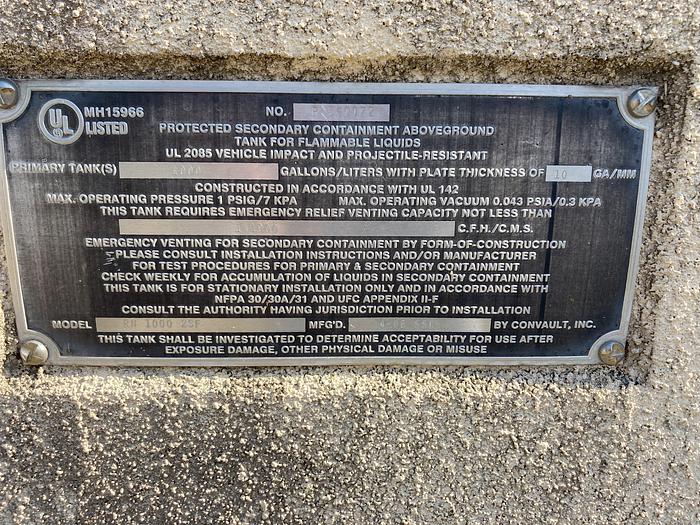 UL MH15966 LISTED NO.
PROTECTED SECONDARY CONTAINMENT ABOVEGROUND
TANK FOR FLAMMABLE LIQUIDS
UL 2085 VEHICLE IMPACT AND PROJECTILE-RESISTANT
PRIMARY TANK(S) GALLONS/LITERS WITH PLATE THICKNESS OF 10 GA/MM
CONSTRUCTED IN ACCORDANCE WITH UL 142
MAX. OPERATING PRESSURE 1 PSIG/7 KPA MAX. OPERATING VACUUM 0.043 PSIA/0.3 KPA
THIS TANK REQUIRES EMERGENCY RELIEF VENTING CAPACITY NOT LESS THAN
C.F.H./C.M.S.
EMERGENCY VENTING FOR SECONDARY CONTAINMENT BY FORM-OF-CONSTRUCTION
PLEASE CONSULT INSTALLATION INSTRUCTIONS AND/OR MANUFACTURER
FOR TEST PROCEDURES FOR PRIMARY & SECONDARY CONTAINMENT
CHECK WEEKLY FOR ACCUMULATION OF LIQUIDS IN SECONDARY CONTAINMENT
THIS TANK IS FOR STATIONARY INSTALLATION ONLY AND IN ACCORDANCE WITH
NFPA 30/30A/31 AND UFC APPENDIX II-F
CONSULT THE AUTHORITY HAVING JURISDICTION PRIOR TO INSTALLATION
MODEL RN 1000 2SF MFG'D. BY CONVAULT, INC.
THIS TANK SHALL BE INVESTIGATED TO DETERMINE ACCEPTABILITY FOR USE AFTER
EXPOSURE DAMAGE, OTHER PHYSICAL DAMAGE OR MISUSE